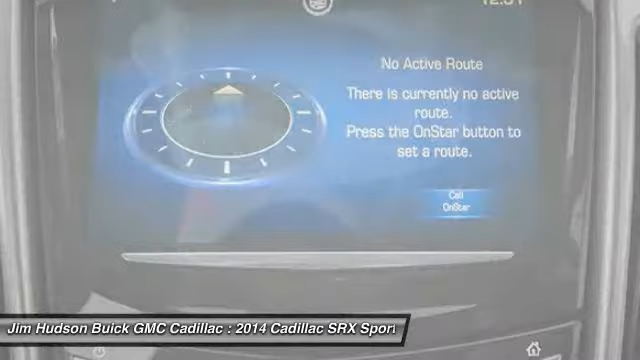 No Active Route
There is currently no active
route.
Press the OnStar button to
set a route.
Call
OnStar
Jim Hudson Buick GMC Cadillac : 2014 Cadillac SRX Sport